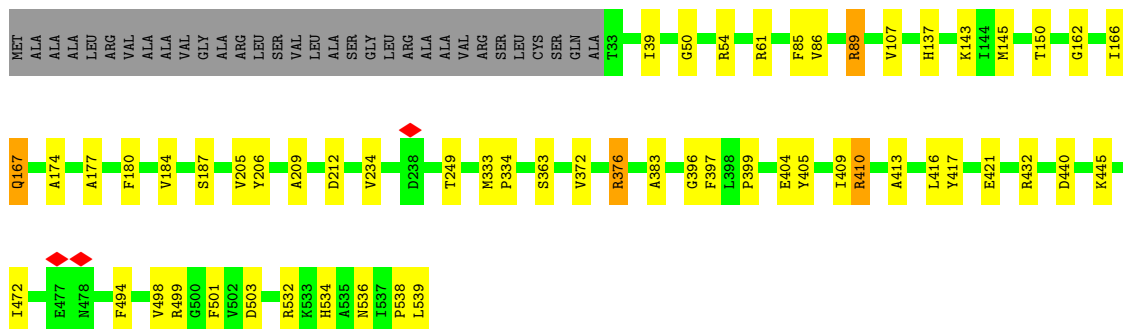 MET ALA ALA ALA ALA LEU ARG VAL ALA ALA VAL GLY ALA ARG LEU SER VAL LEU ALA SER GLY LEU ARG ALA ALA VAL ARG SER LEU CYS SER GLN ALA T33 I39 G50 R54 R61 F85 V86 R89 V107 H137 K143 I144 M145 T150 G162 I166
Q167 A174 A177 F180 V184 S187 V205 Y206 A209 D212 V234 D238 T249 M333 P334 S363 V372 R376 A383 G396 F397 L398 P399 E404 Y405 I409 R410 A413 L416 Y417 E421 R432 D440 K445
I472 E477 N478 F494 V498 R499 G500 F501 V502 D503 R532 K533 H534 A535 N536 I537 P538 L539